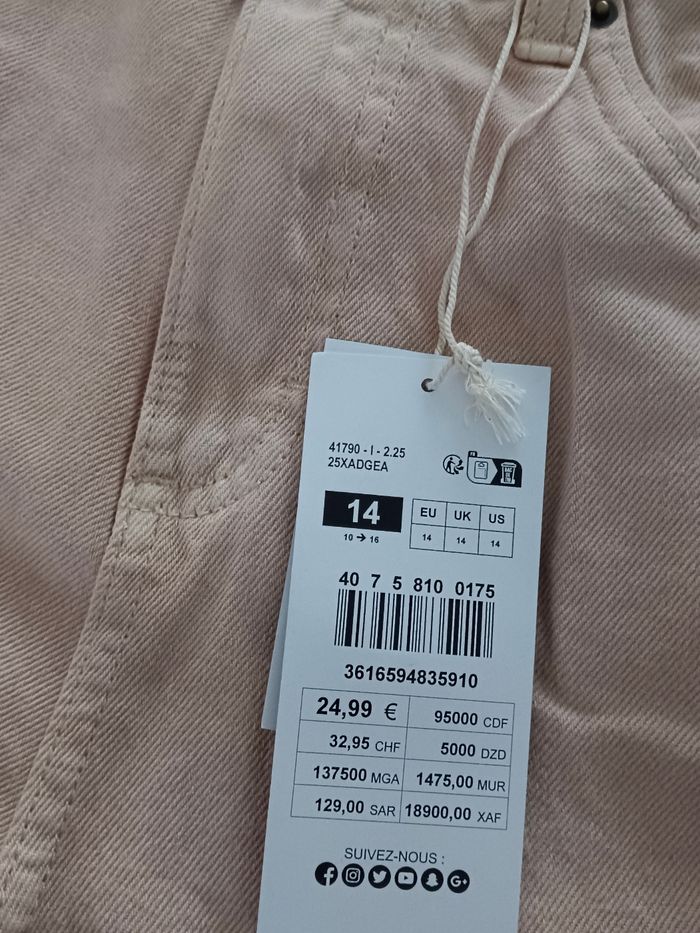 41790 - I - 2.25
25XADGEA
14
10 → 16
EU UK US
14 14 14
40 7 5 810 0175
3616594835910
24,99 € 95000 CDF
32,95 CHF 5000 DZD
137500 MGA 1475,00 MUR
129,00 SAR 18900,00 XAF
SUIVEZ-NOUS :